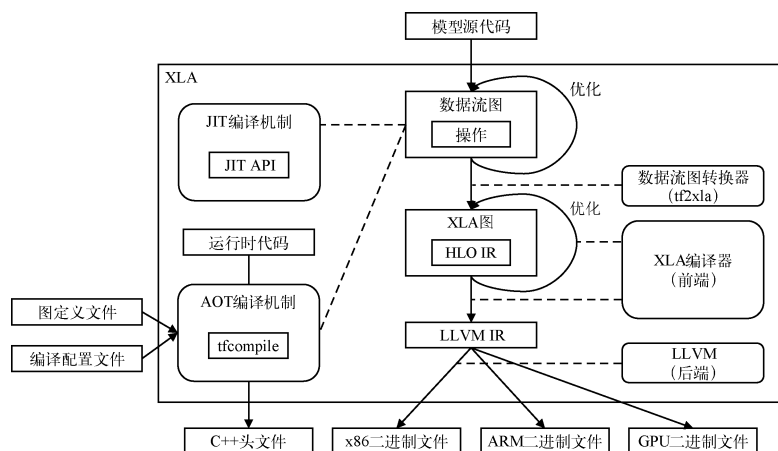 模型源代码
XLA
数据流图
操作
优化
JIT编译机制
JIT API
数据流图转换器
(tf2xla)
XLA图
HLO IR
优化
XLA编译器
(前端)
运行时代码
AOT编译机制
tfcompile
图定义文件
编译配置文件
LLVM IR
LLVM
(后端)
C++头文件
x86二进制文件
ARM二进制文件
GPU二进制文件